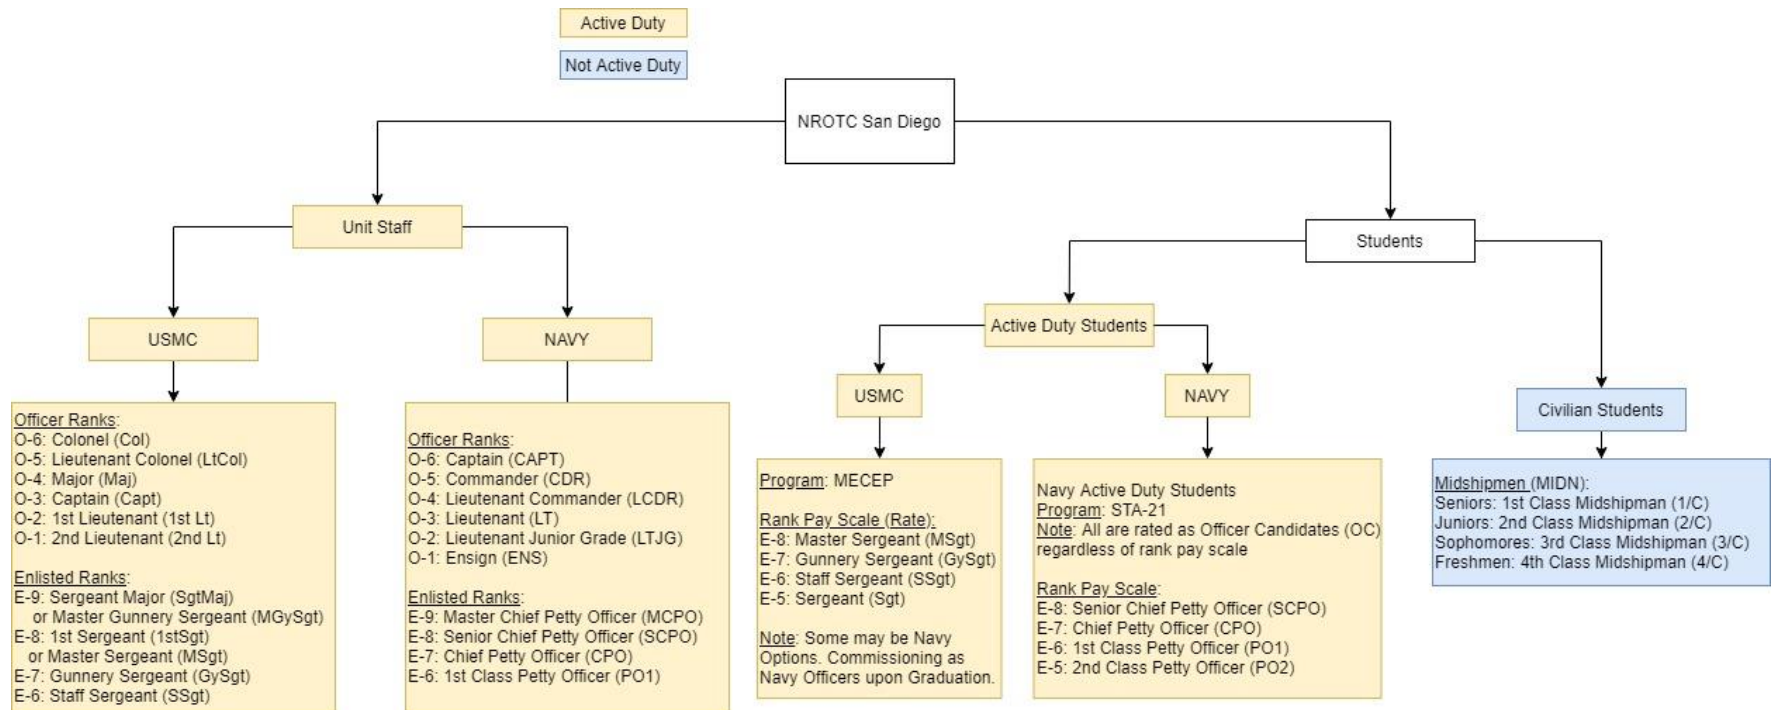 Active Duty
Not Active Duty
NROTC San Diego
Unit Staff
Students
USMC
NAVY
Active Duty Students
USMC
NAVY
Civilian Students
Officer Ranks:
O-6: Colonel (Col)
O-5: Lieutenant Colonel (LtCol)
O-4: Major (Maj)
O-3: Captain (Capt)
O-2: 1st Lieutenant (1st Lt)
O-1: 2nd Lieutenant (2nd Lt)
Enlisted Ranks:
E-9: Sergeant Major (SgtMaj)
or Master Gunnery Sergeant (MGySgt)
E-8: 1st Sergeant (1stSgt)
or Master Sergeant (MSgt)
E-7: Gunnery Sergeant (GySgt)
E-6: Staff Sergeant (SSgt)
Officer Ranks:
O-6: Captain (CAPT)
O-5: Commander (CDR)
O-4: Lieutenant Commander (LCDR)
O-3: Lieutenant (LT)
O-2: Lieutenant Junior Grade (LTJG)
O-1: Ensign (ENS)
Enlisted Ranks:
E-9: Master Chief Petty Officer (MCPO)
E-8: Senior Chief Petty Officer (SCPO)
E-7: Chief Petty Officer (CPO)
E-6: 1st Class Petty Officer (PO1)
Program: MECEP
Rank Pay Scale (Rate):
E-8: Master Sergeant (MSgt)
E-7: Gunnery Sergeant (GySgt)
E-6: Staff Sergeant (SSgt)
E-5: Sergeant (Sgt)
Note: Some may be Navy
Options. Commissioning as
Navy Officers upon Graduation.
Navy Active Duty Students
Program: STA-21
Note: All are rated as Officer Candidates (OC)
regardless of rank pay scale
Rank Pay Scale:
E-8: Senior Chief Petty Officer (SCPO)
E-7: Chief Petty Officer (CPO)
E-6: 1st Class Petty Officer (PO1)
E-5: 2nd Class Petty Officer (PO2)
Midshipmen (MIDN):
Seniors: 1st Class Midshipman (1/C)
Juniors: 2nd Class Midshipman (2/C)
Sophomores: 3rd Class Midshipman (3/C)
Freshmen: 4th Class Midshipman (4/C)